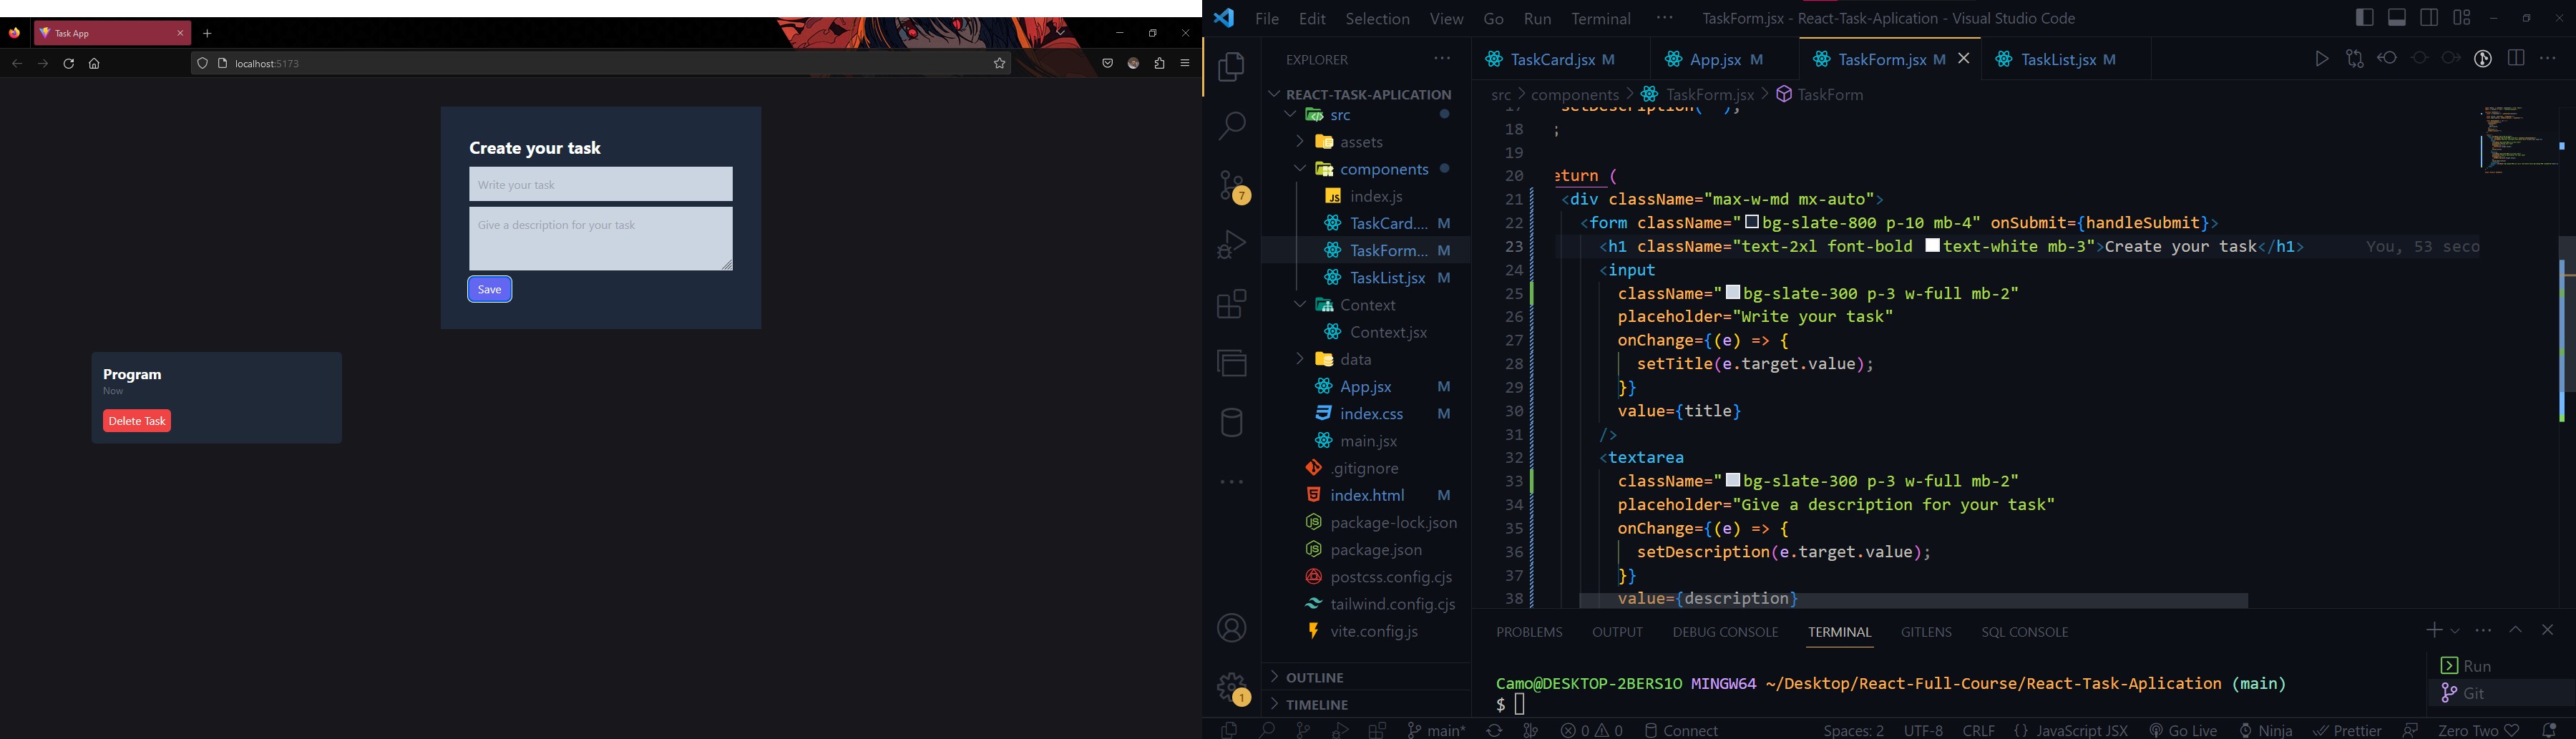 Task App
localhost:5173
Create your task
Write your task
Give a description for your task
Save
Program
Now
Delete Task
File Edit Selection View Go Run Terminal ··· TaskForm.jsx - React-Task-Aplication - Visual Studio Code
EXPLORER ···
REACT-TASK-APLICATION
src
assets
components
index.js
TaskCard.... M
TaskForm... M
TaskList.jsx M
Context
Context.jsx
data
App.jsx M
index.css M
main.jsx
.gitignore
index.html M
package-lock.json
package.json
postcss.config.cjs
tailwind.config.cjs
vite.config.js
OUTLINE
TIMELINE
7
1
TaskCard.jsx M App.jsx M TaskForm.jsx M TaskList.jsx M
src > components > TaskForm.jsx > TaskForm
17 setDescription(" ");
18 ;
19
20 eturn (
21 <div className="max-w-md mx-auto">
22 <form className="bg-slate-800 p-10 mb-4" onSubmit={handleSubmit}>
23 <h1 className="text-2xl font-bold text-white mb-3">Create your task</h1> You, 53 seco
24 <input
25 className="bg-slate-300 p-3 w-full mb-2"
26 placeholder="Write your task"
27 onChange={(e) => {
28 setTitle(e.target.value);
29 }}
30 value={title}
31 />
32 <textarea
33 className="bg-slate-300 p-3 w-full mb-2"
34 placeholder="Give a description for your task"
35 onChange={(e) => {
36 setDescription(e.target.value);
37 }}
38 value={description}
PROBLEMS OUTPUT DEBUG CONSOLE TERMINAL GITLENS SQL CONSOLE
Camo@DESKTOP-2BERS1O MINGW64 ~/Desktop/React-Full-Course/React-Task-Aplication (main)
$
Run
Git
main* 0 0 Connect Spaces: 2 UTF-8 CRLF {} JavaScript JSX Go Live Ninja Prettier Zero Two